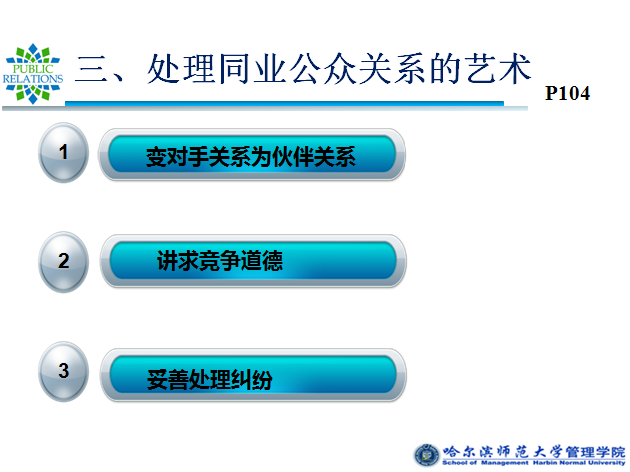 PUBLIC
RELATIONS
三、处理同业公众关系的艺术
P104
1
变对手关系为伙伴关系
2
讲求竞争道德
3
妥善处理纠纷
哈尔滨师范大学管理学院
School of Management Harbin Normal University